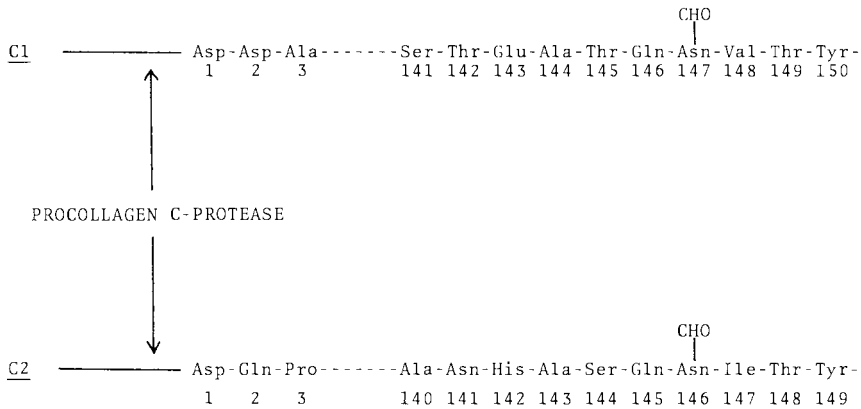 CHO
C1 Asp-Asp-Ala-------Ser-Thr-Glu-Ala-Thr-Gln-Asn-Val-Thr-Tyr-
1 2 3 141 142 143 144 145 146 147 148 149 150
PROCOLLAGEN C-PROTEASE
CHO
C2 Asp-Gln-Pro-------Ala-Asn-His-Ala-Ser-Gln-Asn-Ile-Thr-Tyr-
1 2 3 140 141 142 143 144 145 146 147 148 149